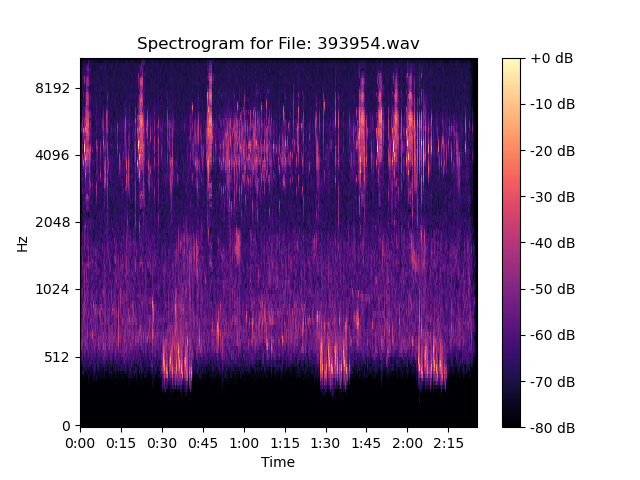 Spectrogram for File: 393954.wav
Hz
8192
4096
2048
1024
512
0
0:00 0:15 0:30 0:45 1:00 1:15 1:30 1:45 2:00 2:15
Time
+0 dB
-10 dB
-20 dB
-30 dB
-40 dB
-50 dB
-60 dB
-70 dB
-80 dB